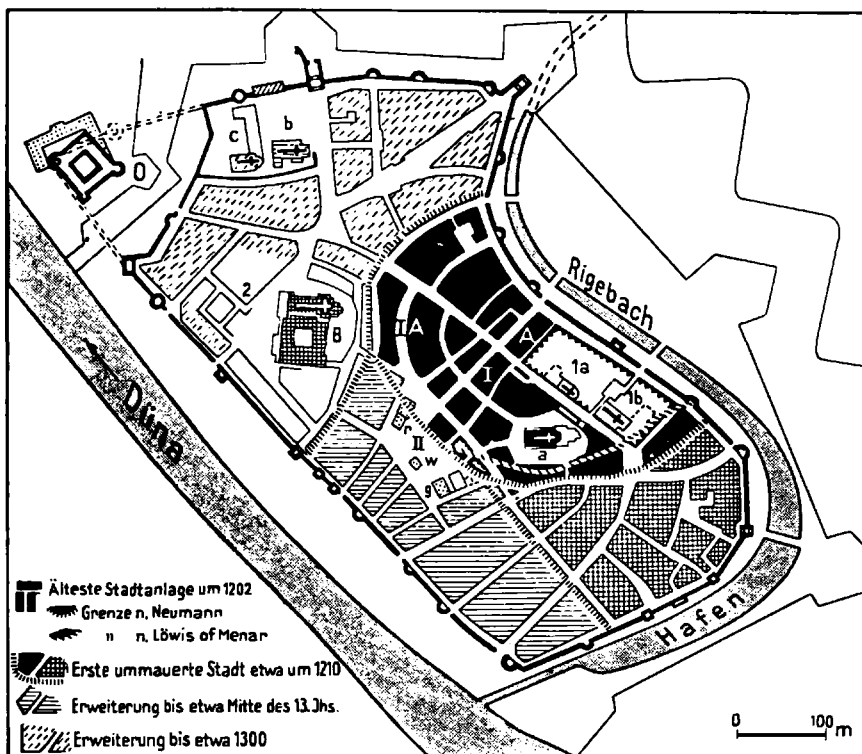 c
b
O
2
B
Rigebach
IA
A
1a
I
1b
r
II
w
a
g
Düna
Hafen
Älteste Stadtanlage um 1202
Grenze n. Neumann
" n. Löwis of Menar
Erste ummauerte Stadt etwa um 1210
Erweiterung bis etwa Mitte des 13. Jhs.
Erweiterung bis etwa 1300
0 100 m